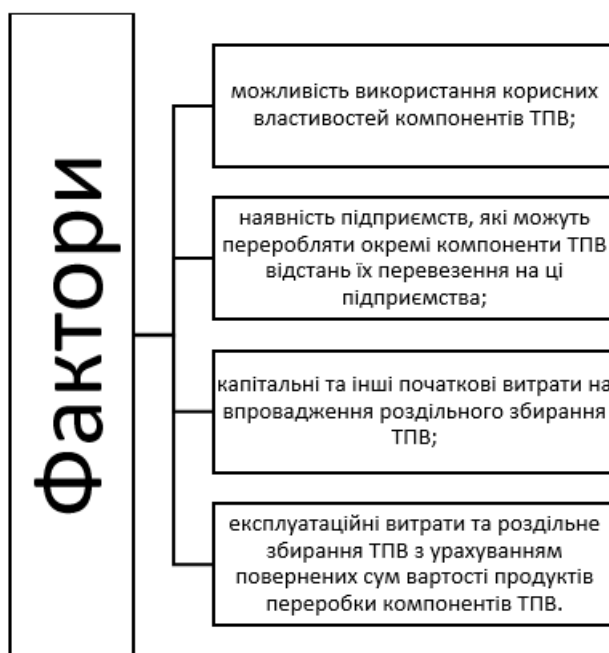 Фактори
можливість використання корисних
властивостей компонентів ТПВ;
наявність підприємств, які можуть
переробляти окремі компоненти ТПВ
відстань їх перевезення на ці
підприємства;
капітальні та інші початкові витрати на
впровадження роздільного збирання
ТПВ;
експлуатаційні витрати та роздільне
збирання ТПВ з урахуванням
повернених сум вартості продуктів
переробки компонентів ТПВ.